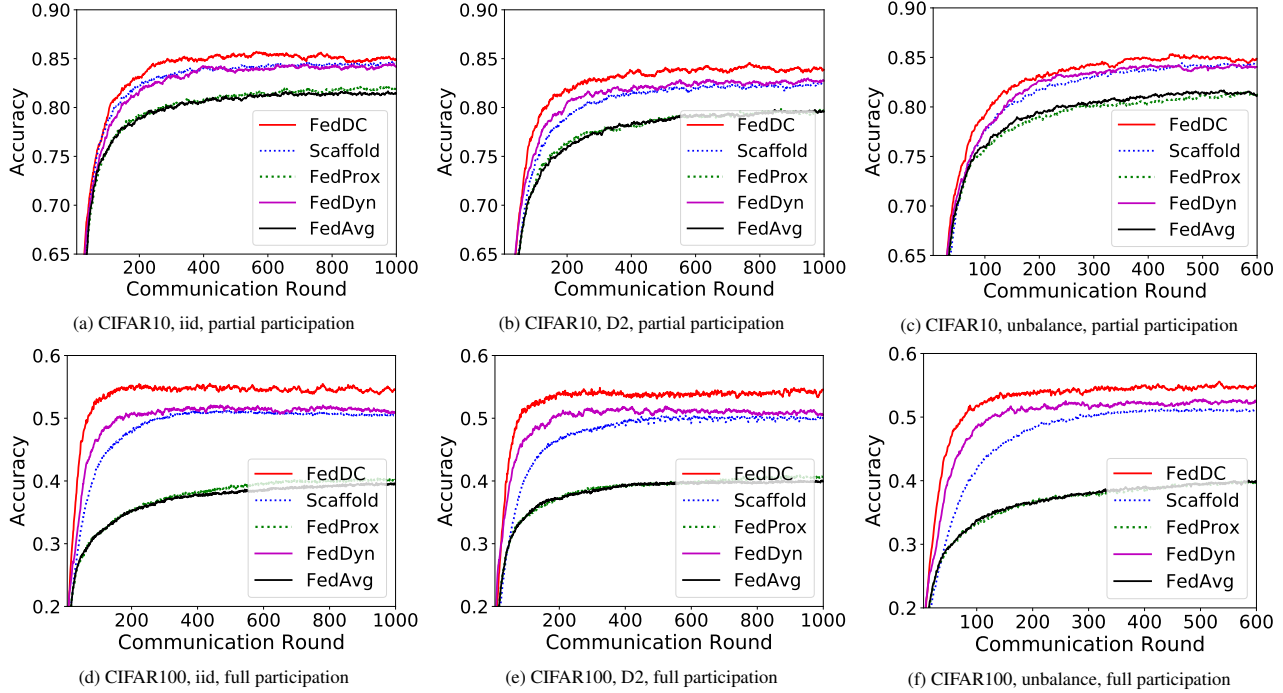 0.90
0.85
0.80
0.75
0.70
0.65
Accuracy
200 400 600 800 1000
Communication Round
FedDC
Scaffold
FedProx
FedDyn
FedAvg
(a) CIFAR10, iid, partial participation
0.90
0.85
0.80
0.75
0.70
0.65
Accuracy
200 400 600 800 1000
Communication Round
FedDC
Scaffold
FedProx
FedDyn
FedAvg
(b) CIFAR10, D2, partial participation
0.90
0.85
0.80
0.75
0.70
0.65
Accuracy
100 200 300 400 500 600
Communication Round
FedDC
Scaffold
FedProx
FedDyn
FedAvg
(c) CIFAR10, unbalance, partial participation
0.6
0.5
0.4
0.3
0.2
Accuracy
200 400 600 800 1000
Communication Round
FedDC
Scaffold
FedProx
FedDyn
FedAvg
(d) CIFAR100, iid, full participation
0.6
0.5
0.4
0.3
0.2
Accuracy
200 400 600 800 1000
Communication Round
FedDC
Scaffold
FedProx
FedDyn
FedAvg
(e) CIFAR100, D2, full participation
0.6
0.5
0.4
0.3
0.2
Accuracy
100 200 300 400 500 600
Communication Round
FedDC
Scaffold
FedProx
FedDyn
FedAvg
(f) CIFAR100, unbalance, full participation